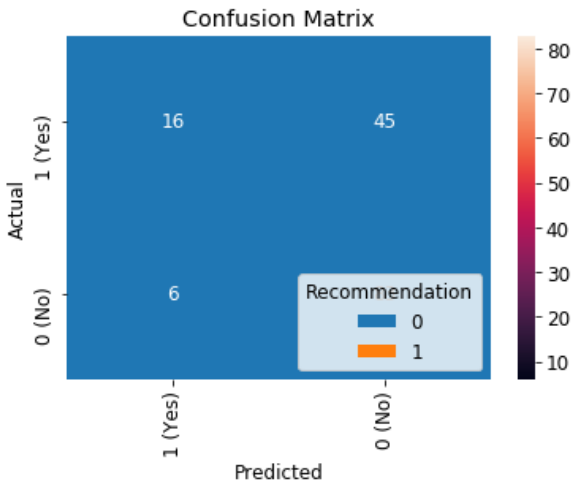 Confusion Matrix
Actual
1 (Yes)
0 (No)
16 45
6
Recommendation
0
1
1 (Yes) 0 (No)
Predicted
80
70
60
50
40
30
20
10